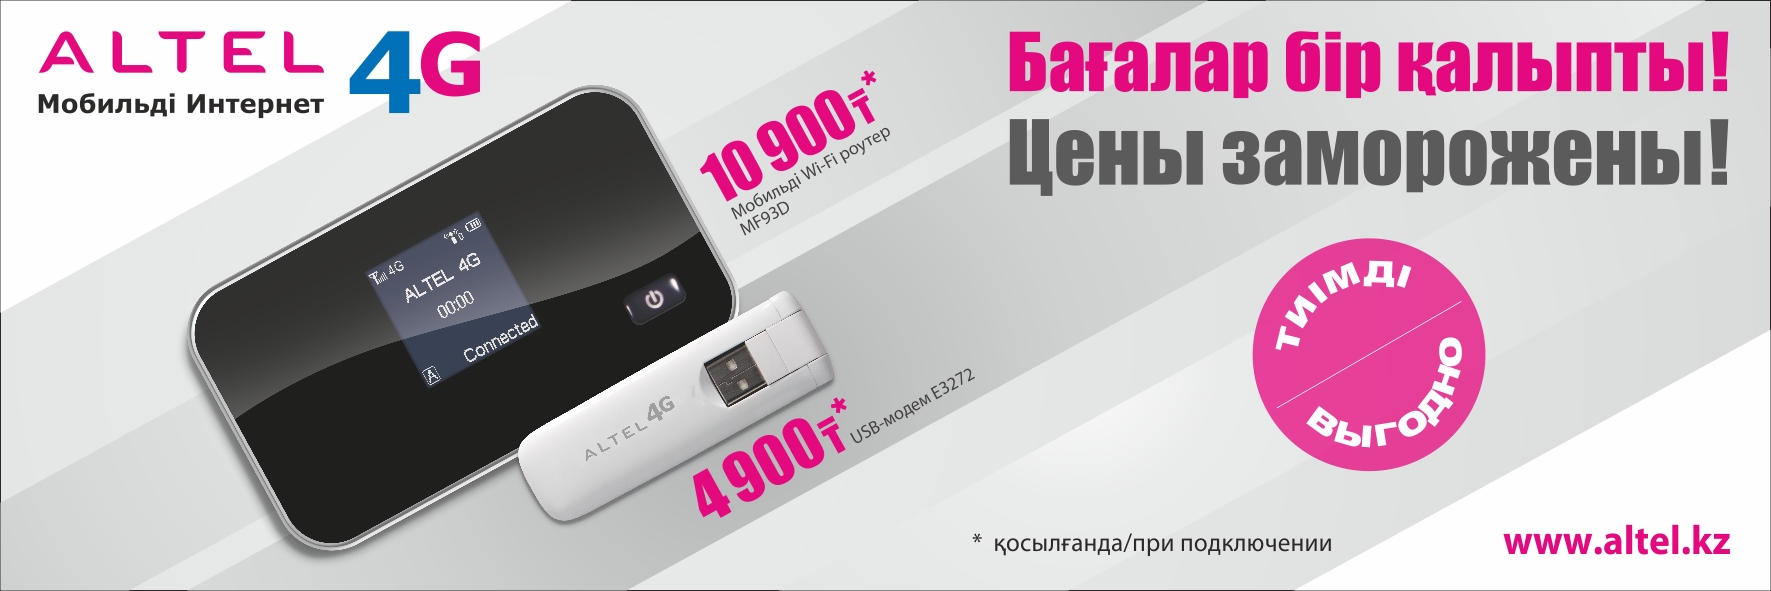 ALTEL 4G
Мобильді Интернет
Бағалар бір қалыпты!
Цены заморожены!
10 900₸*
Мобильді Wi-Fi роутер
MF93D
4G
ALTEL 4G
00:00
Connected
A
ALTEL4G
4 900₸*
USB-модем E3272
ТИІМДІ
ВЫГОДНО
* қосылғанда/при подключении
www.altel.kz